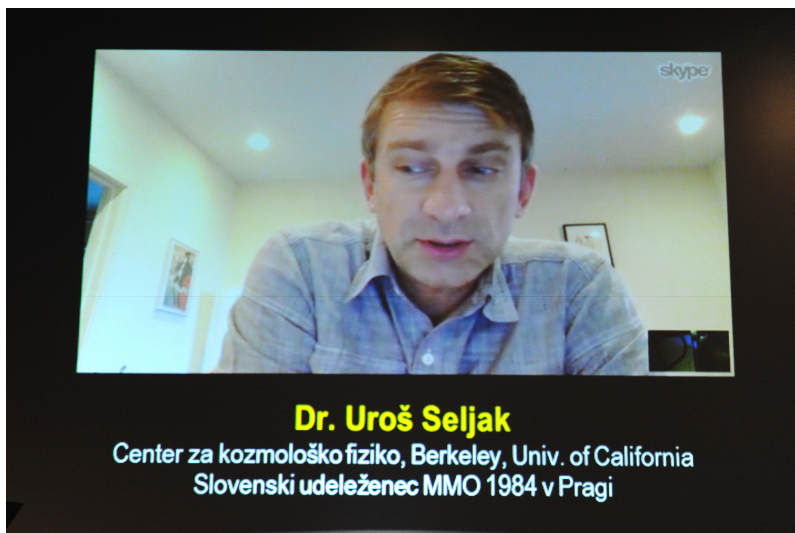 skype
Dr. Uroš Seljak
Center za kozmološko fiziko, Berkeley, Univ. of California
Slovenski udeleženec MMO 1984 v Pragi